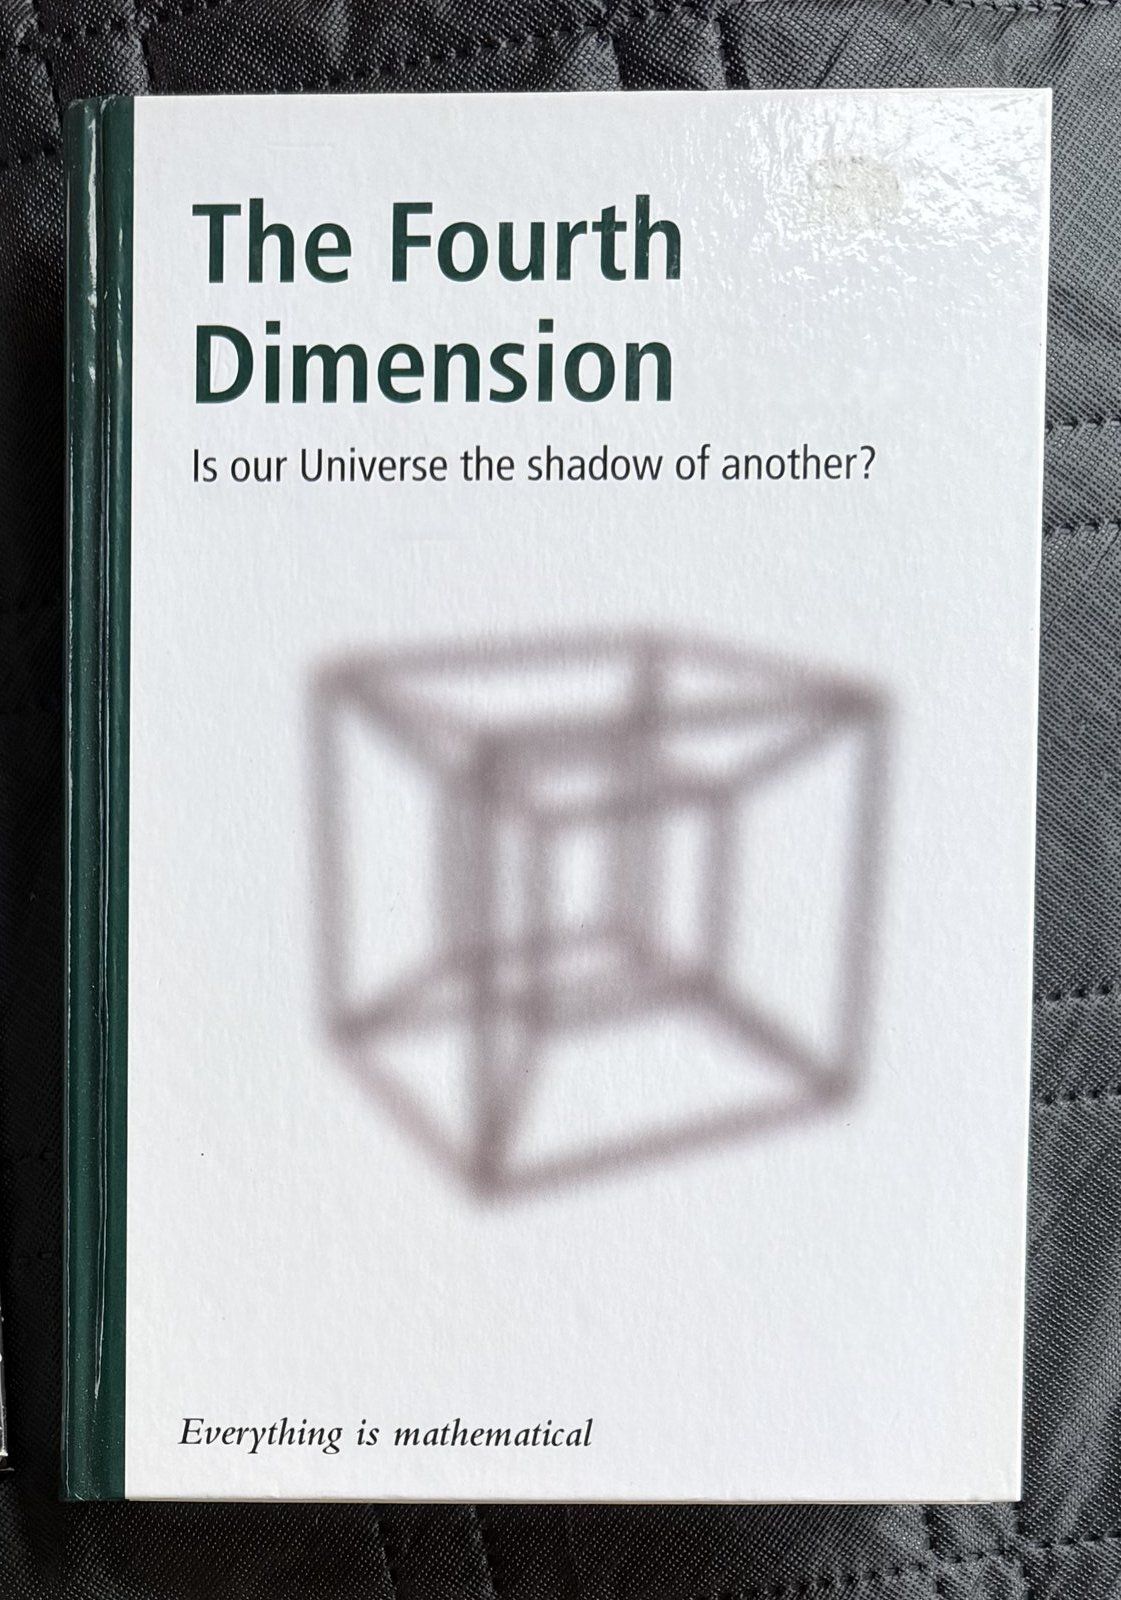 The Fourth
Dimension
Is our Universe the shadow of another?
Everything is mathematical